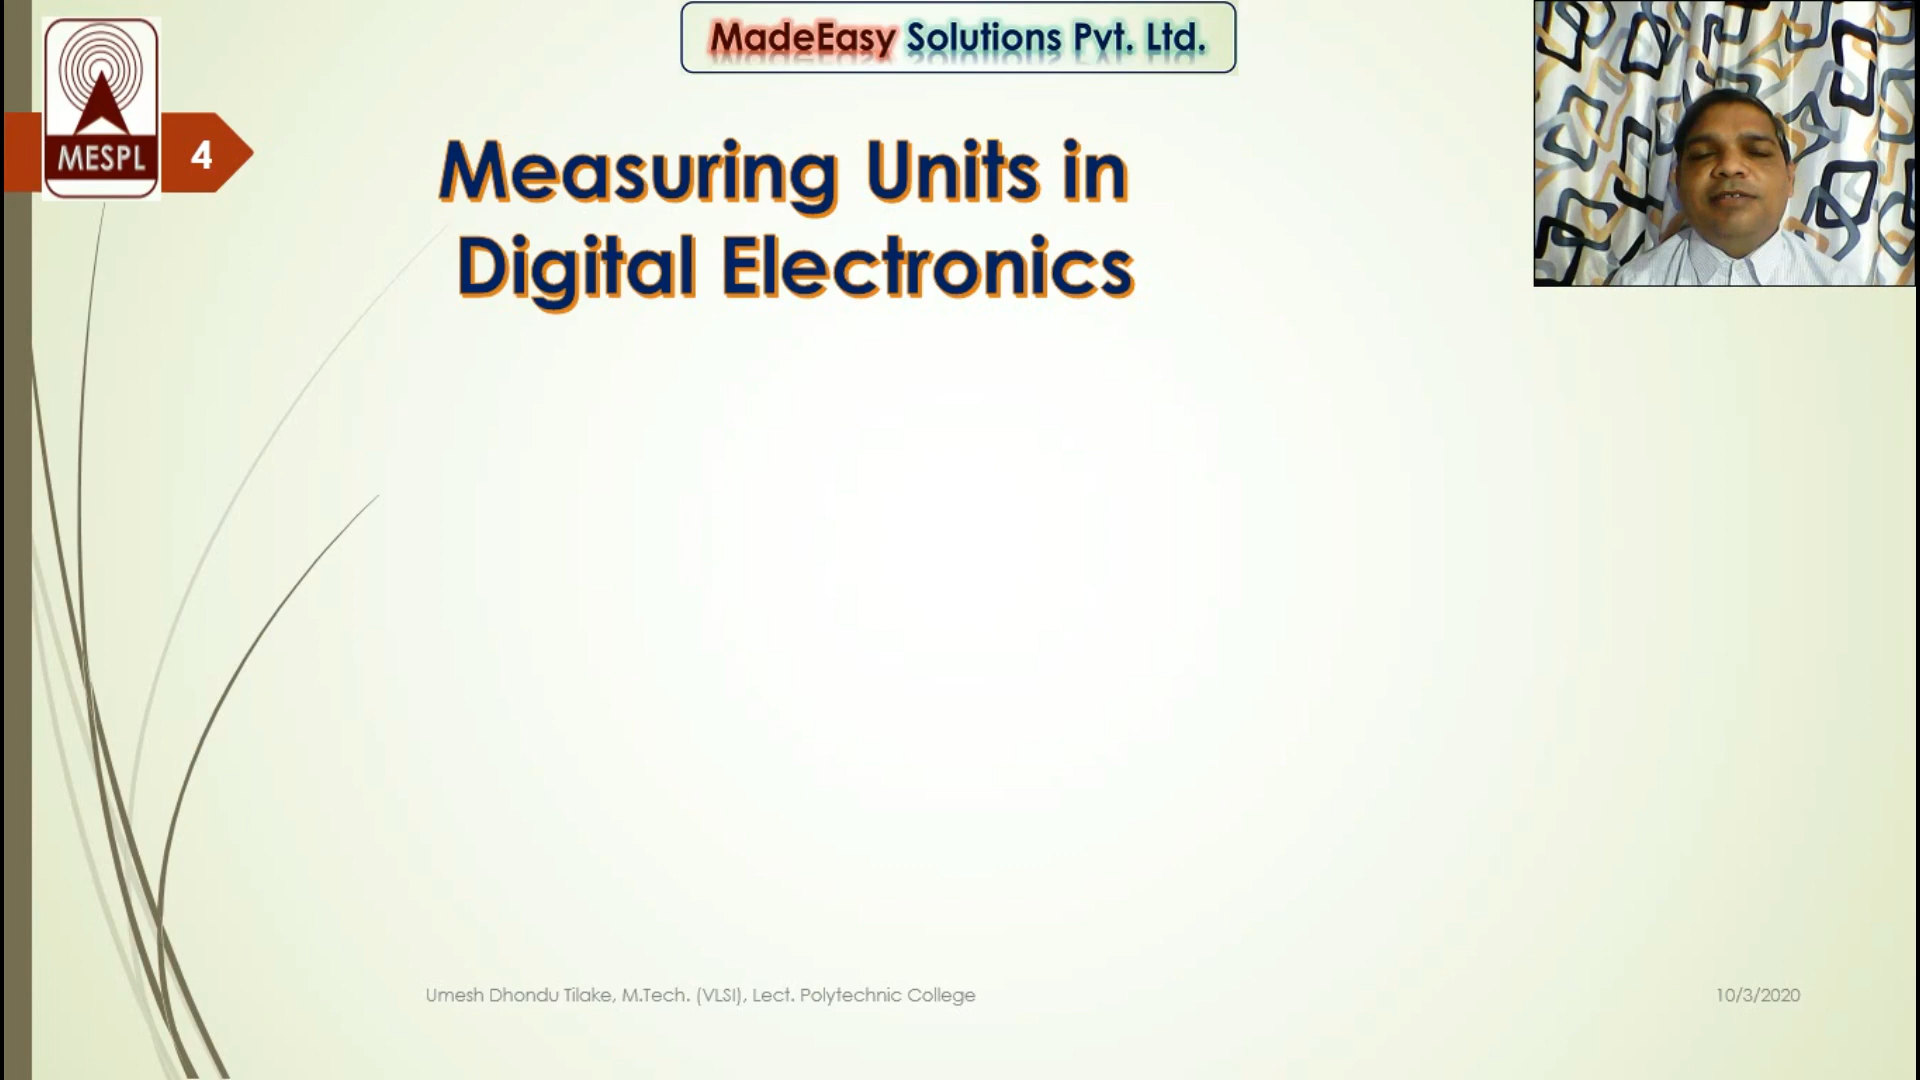 MadeEasy Solutions Pvt. Ltd.
MESPL
4
Measuring Units in
Digital Electronics
Umesh Dhondu Tilake, M.Tech. (VLSI), Lect. Polytechnic College
10/3/2020